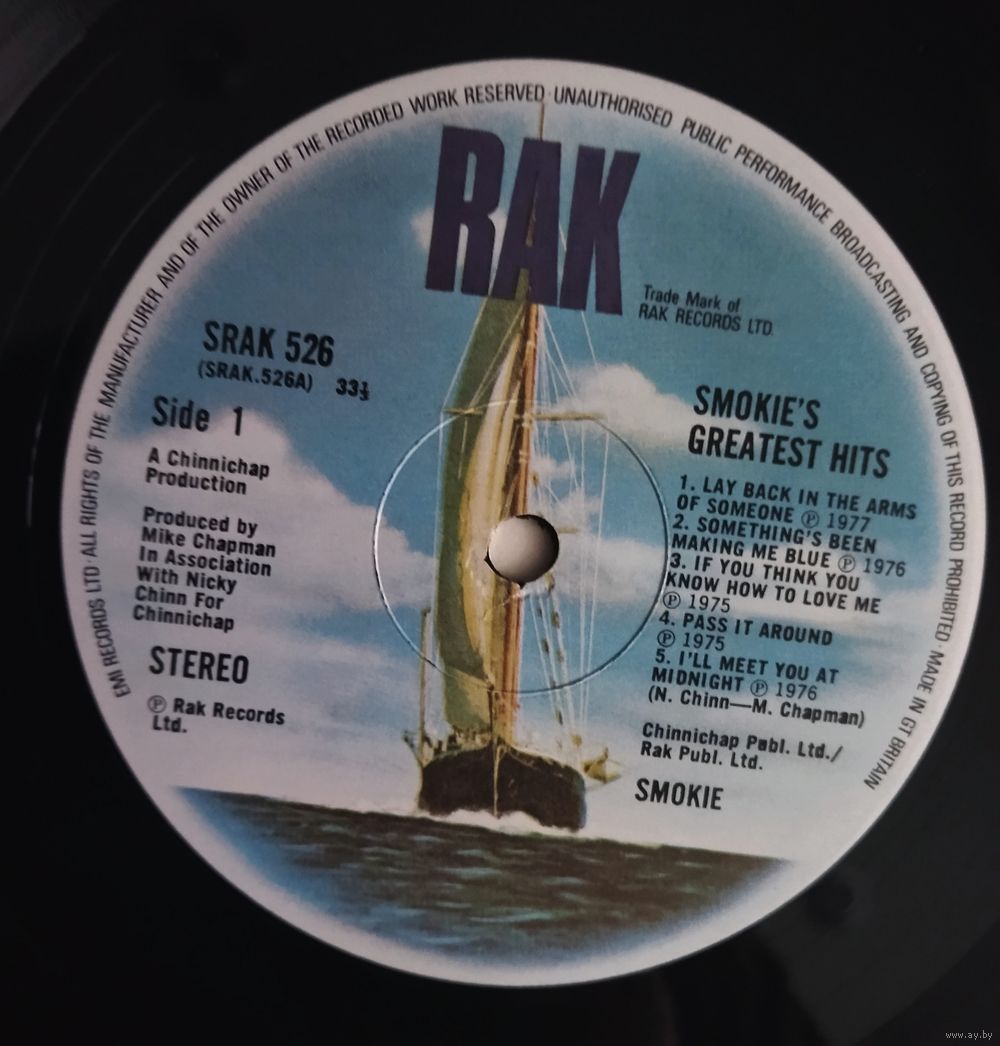 EMI RECORDS LTD · ALL RIGHTS OF THE MANUFACTURER AND OF THE OWNER OF THE RECORDED WORK RESERVED · UNAUTHORISED PUBLIC PERFORMANCE BROADCASTING AND COPYING OF THIS RECORD PROHIBITED · MADE IN GT BRITAIN
RAK
Trade Mark of
RAK RECORDS LTD.
SRAK 526
(SRAK.526A) 33⅓
Side 1
A Chinnichap
Production
Produced by
Mike Chapman
In Association
With Nicky
Chinn For
Chinnichap
STEREO
Ⓟ Rak Records
Ltd.
SMOKIE'S
GREATEST HITS
1. LAY BACK IN THE ARMS
OF SOMEONE Ⓟ 1977
2. SOMETHING'S BEEN
MAKING ME BLUE Ⓟ 1976
3. IF YOU THINK YOU
KNOW HOW TO LOVE ME
Ⓟ 1975
4. PASS IT AROUND
Ⓟ 1975
5. I'LL MEET YOU AT
MIDNIGHT Ⓟ 1976
(N. Chinn—M. Chapman)
Chinnichap Publ. Ltd./
Rak Publ. Ltd.
SMOKIE
www.ay.by